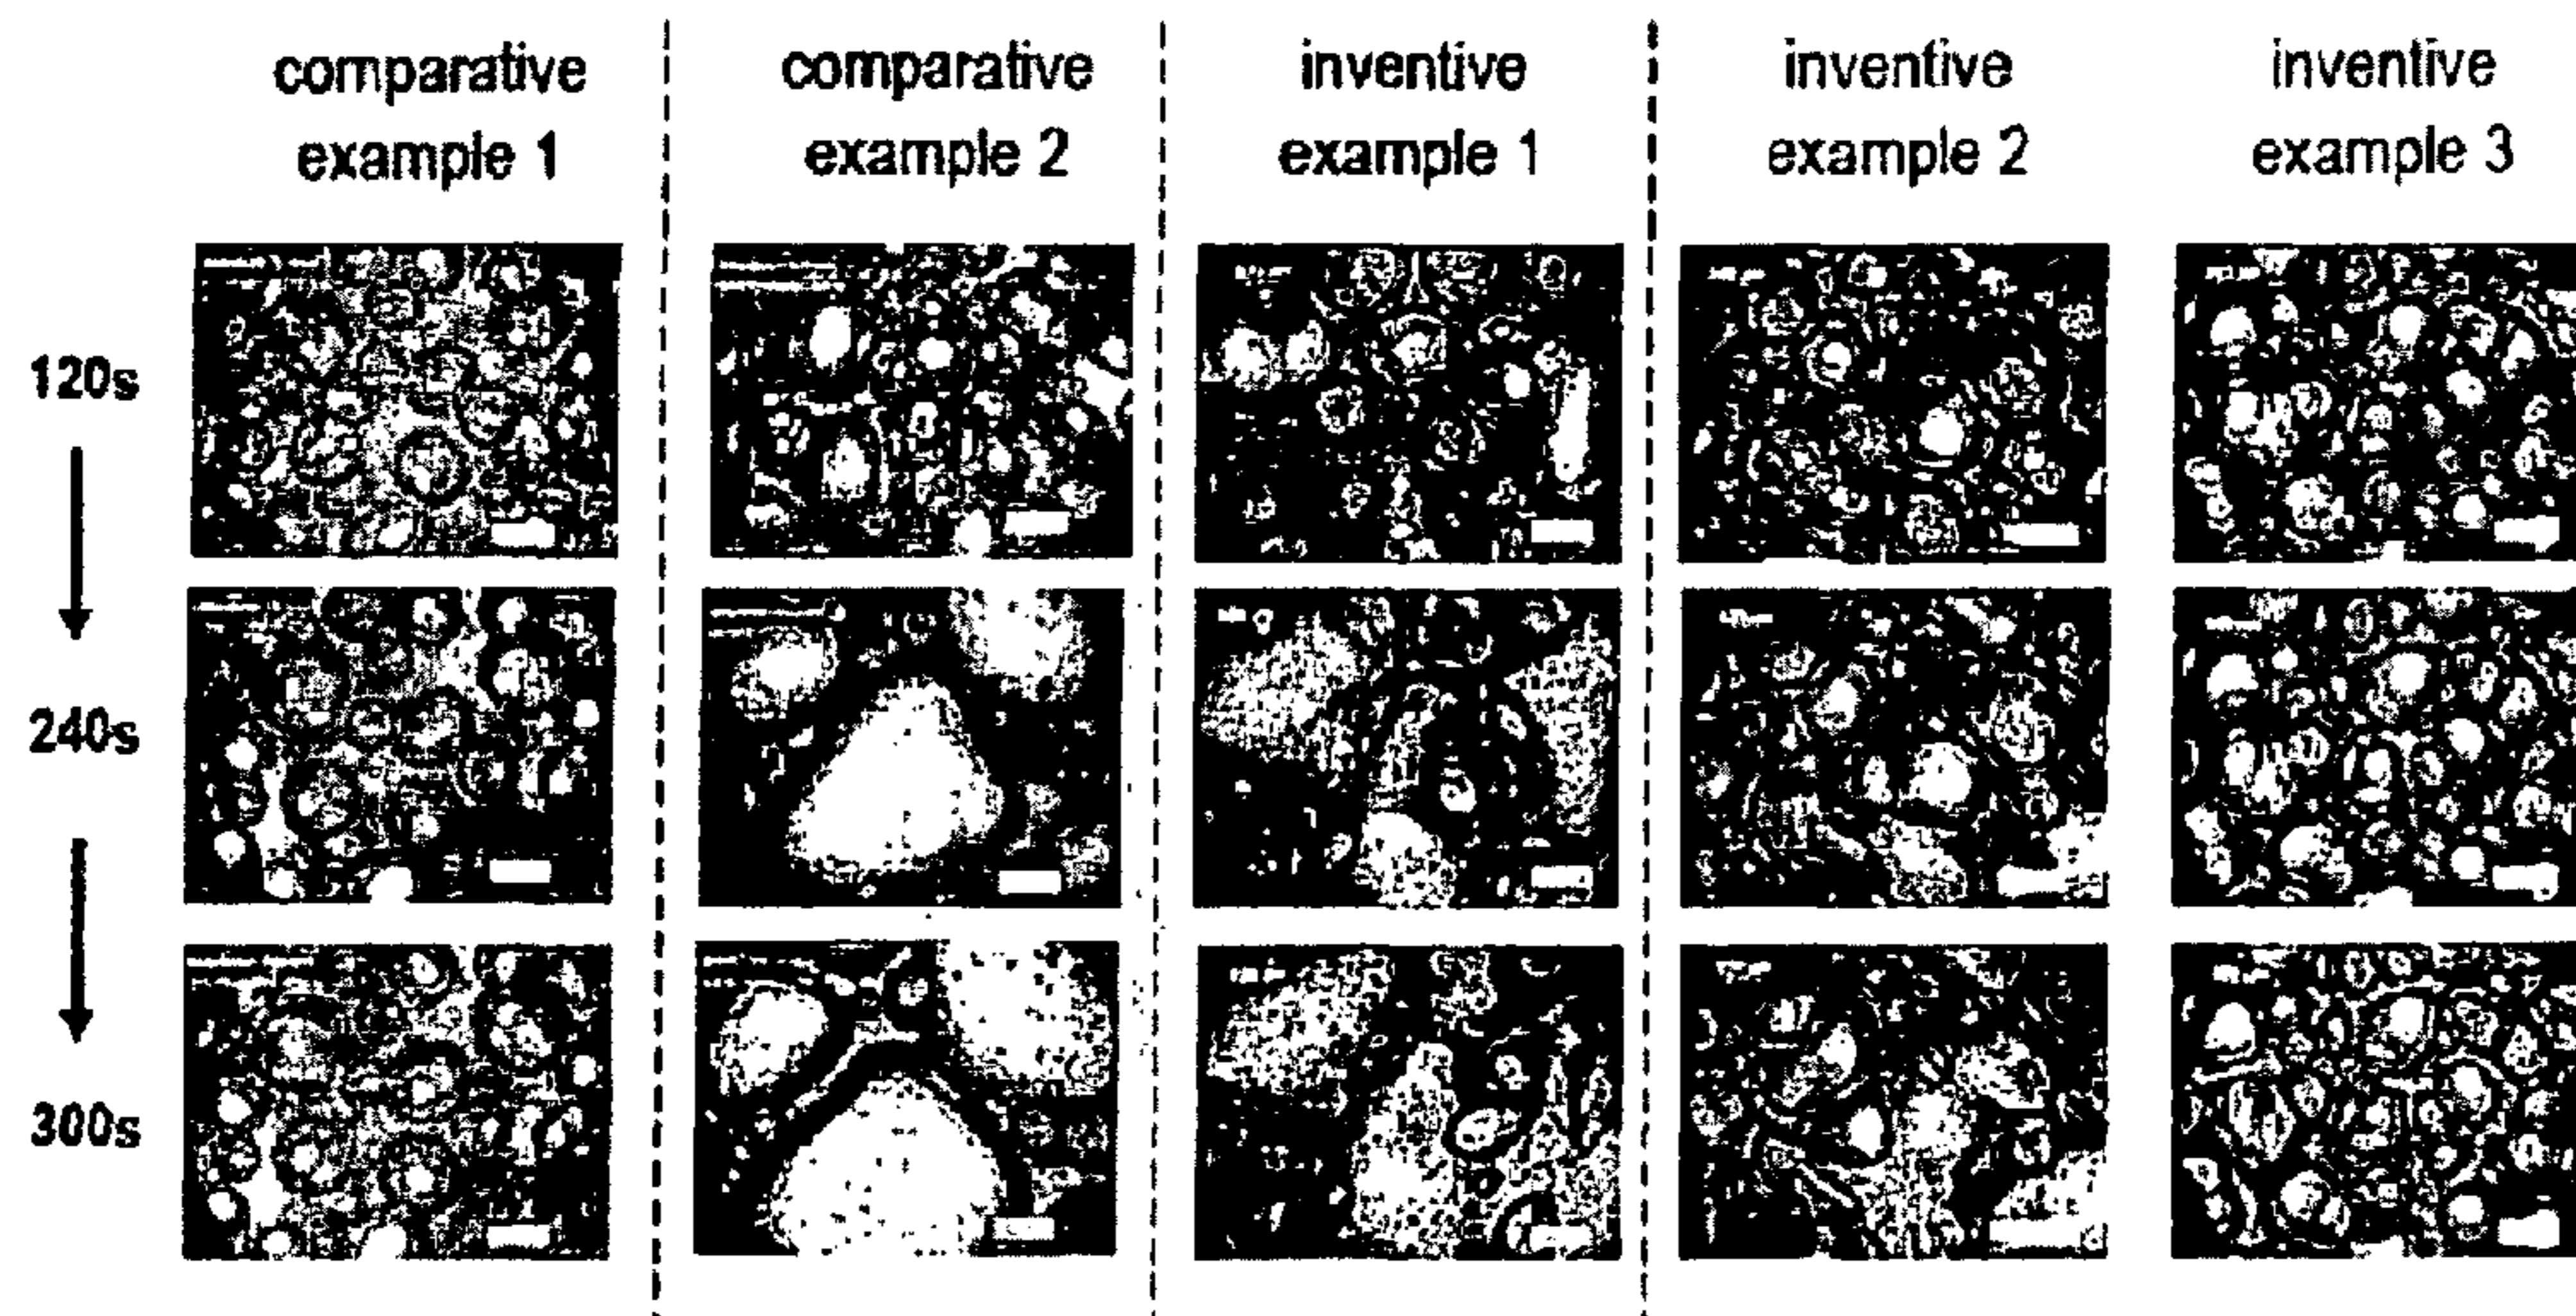 comparative
example 1
comparative
example 2
inventive
example 1
inventive
example 2
inventive
example 3
120s
240s
300s